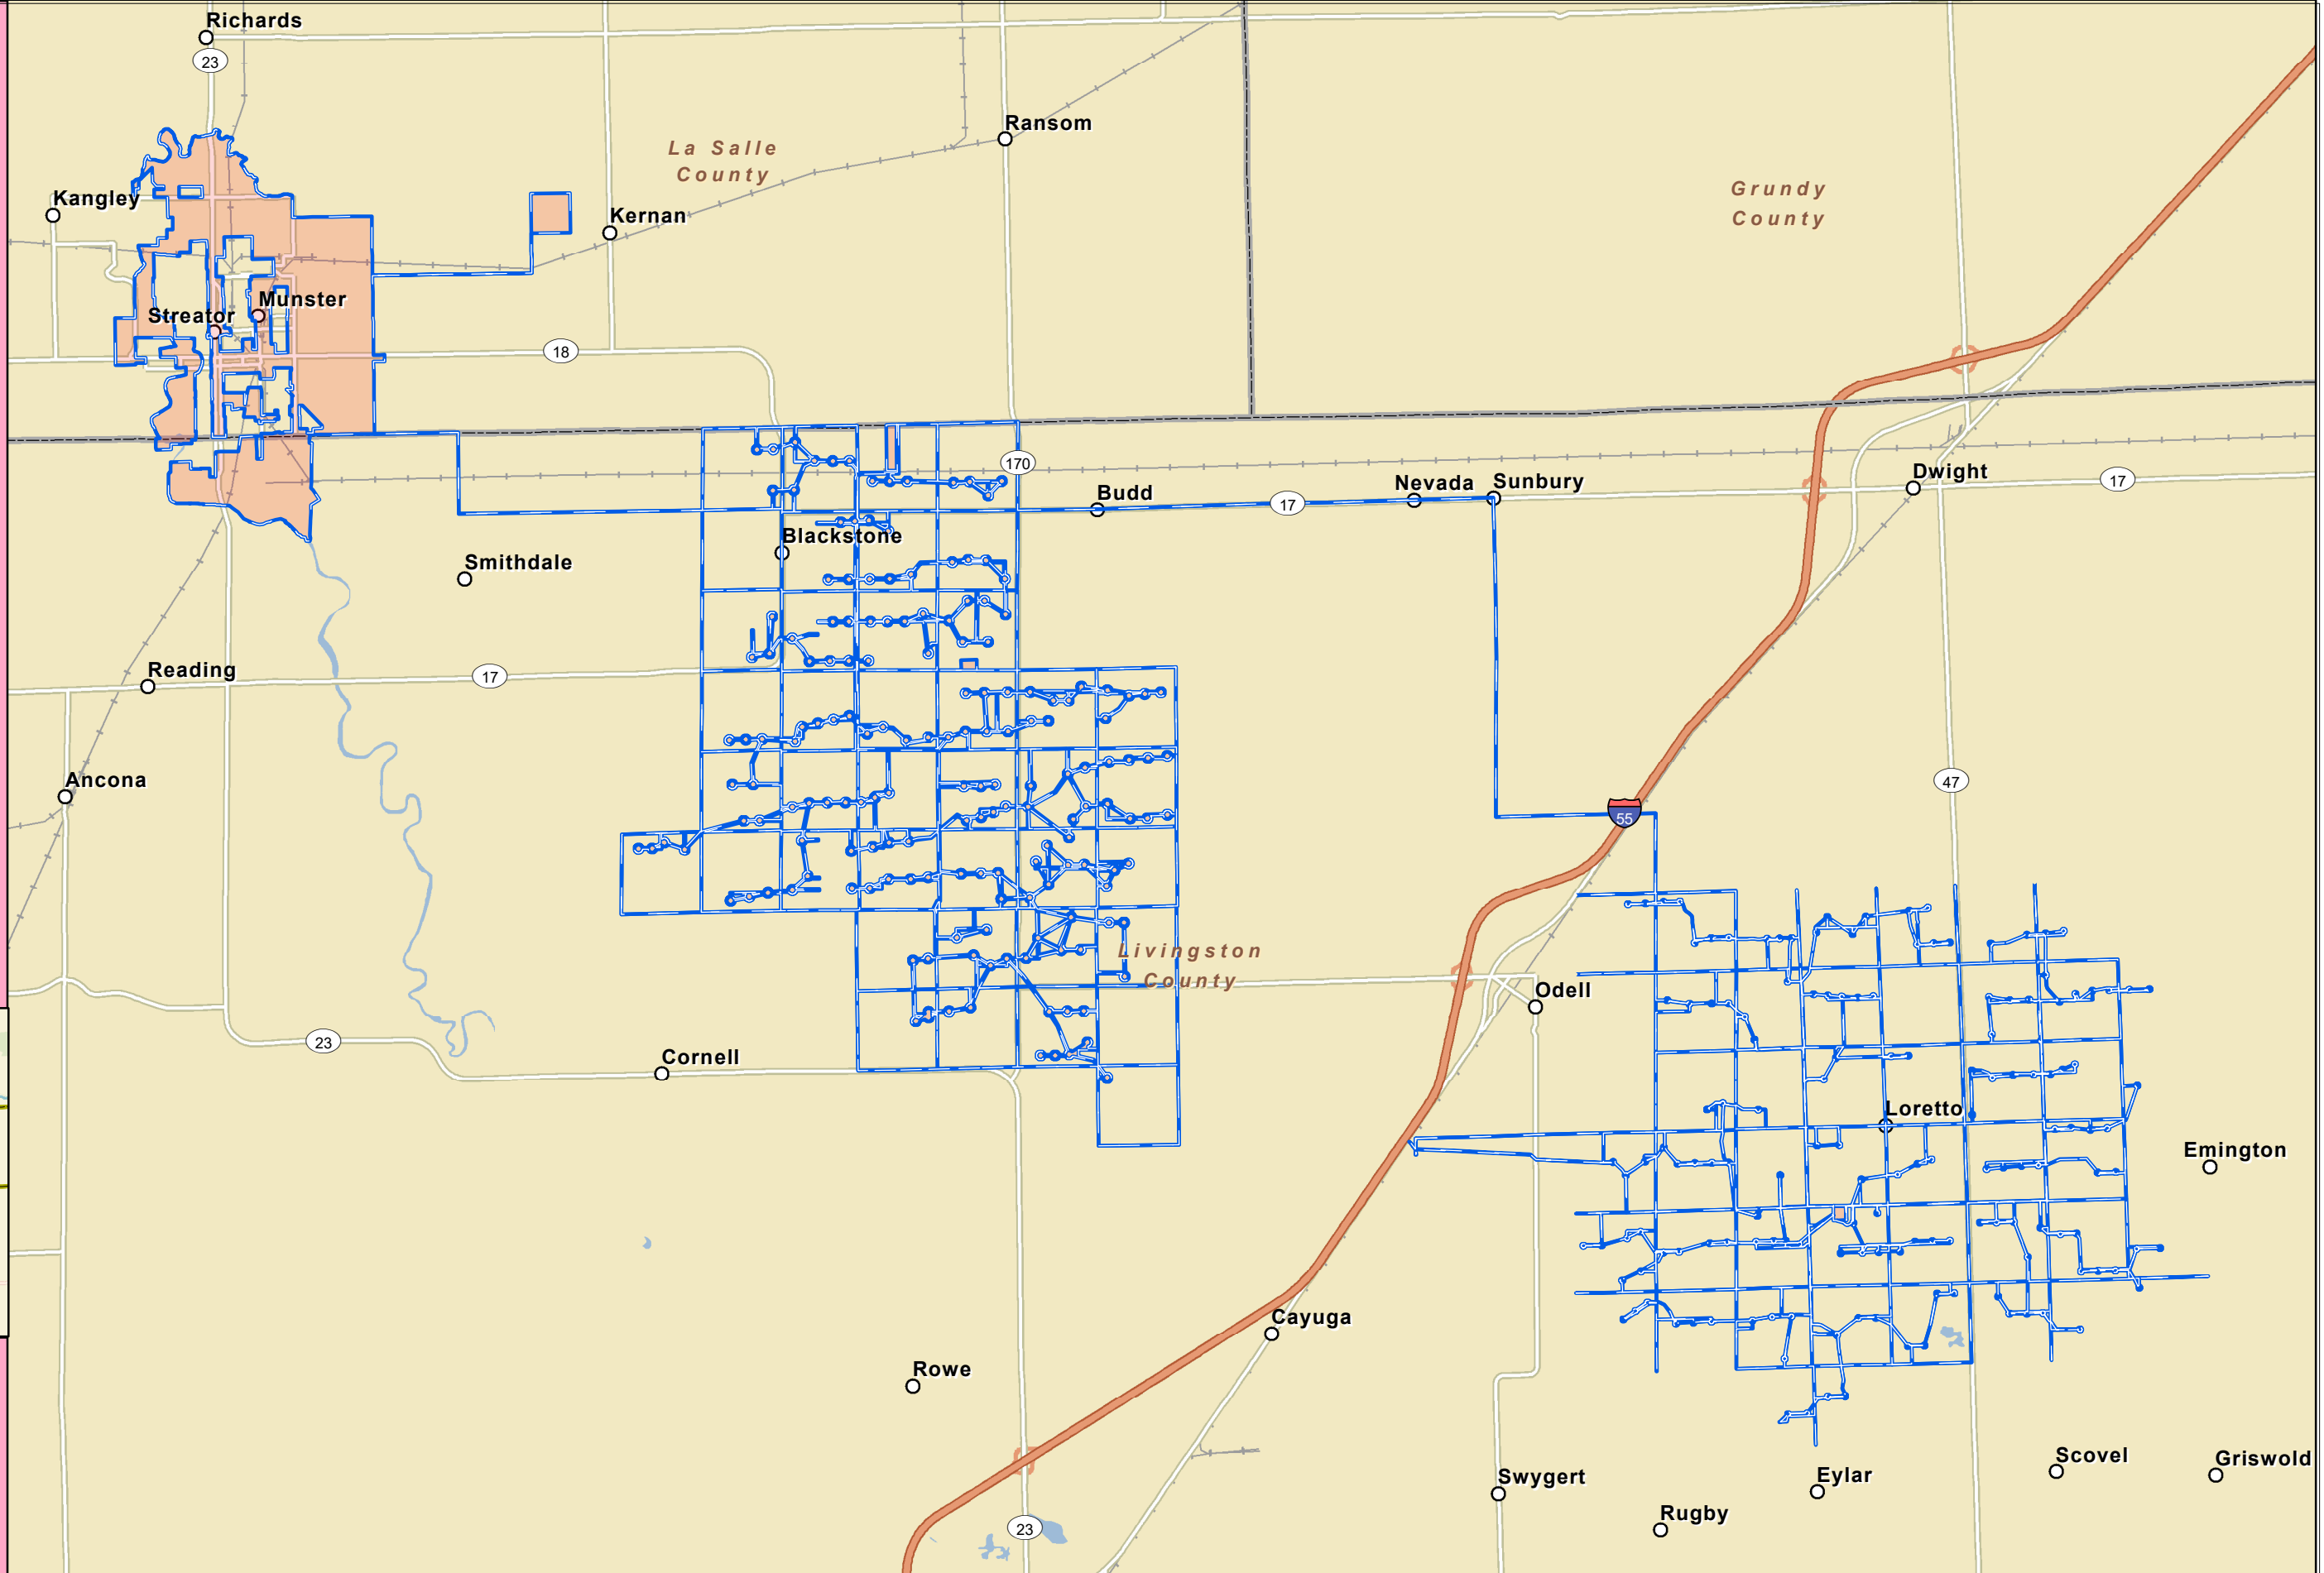 Richards
23
Ransom
La Salle
County
Grundy
County
Kangley
Kernan
Munster
Streator
18
170
Budd
17
Nevada
Sunbury
Dwight
17
Blackstone
Smithdale
Reading
17
Ancona
47
55
Livingston
County
Odell
23
Cornell
Loretto
Emington
Cayuga
Rowe
Scovel
Griswold
Swygert
Eylar
Rugby
23